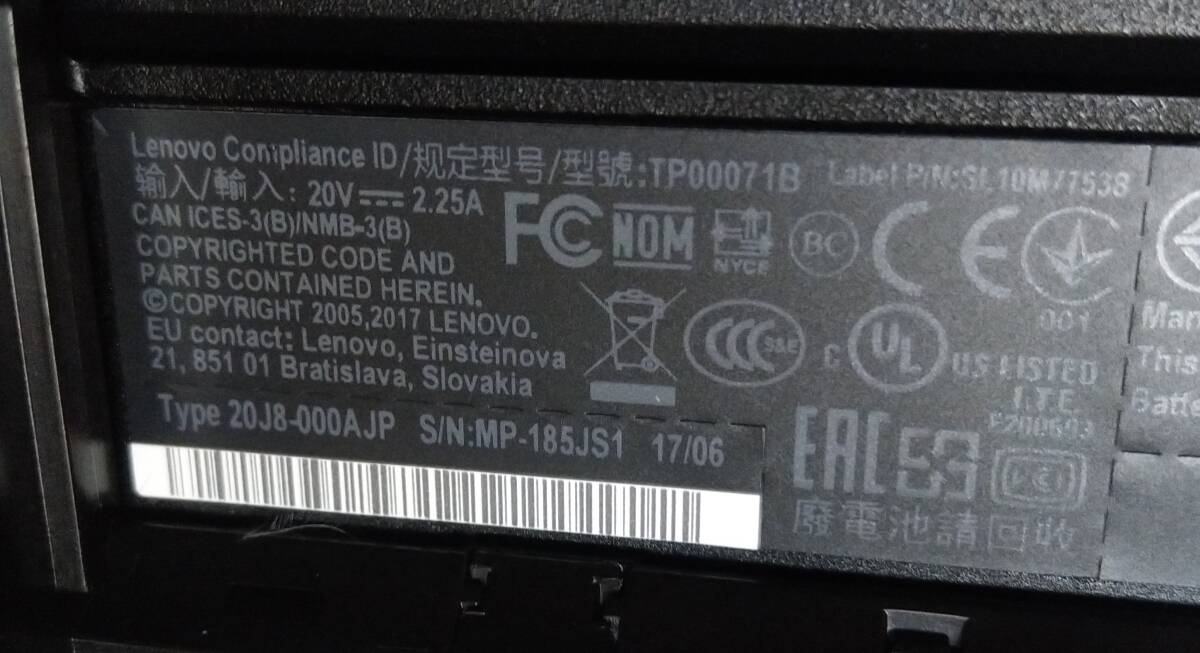 Lenovo Compliance ID/规定型号/型號:TP00071B Label P/N:SL10M77538
输入/輸入: 20V⎓2.25A
CAN ICES-3(B)/NMB-3(B)
COPYRIGHTED CODE AND
PARTS CONTAINED HEREIN.
©COPYRIGHT 2005,2017 LENOVO.
EU contact: Lenovo, Einsteinova
21, 851 01 Bratislava, Slovakia
FC NOM NYCE BC CE
001
CCC S&E C UL US LISTED
I.T.E.
Type 20J8-000AJP S/N:MP-185JS1 17/06
EAC
廢電池請回收
This